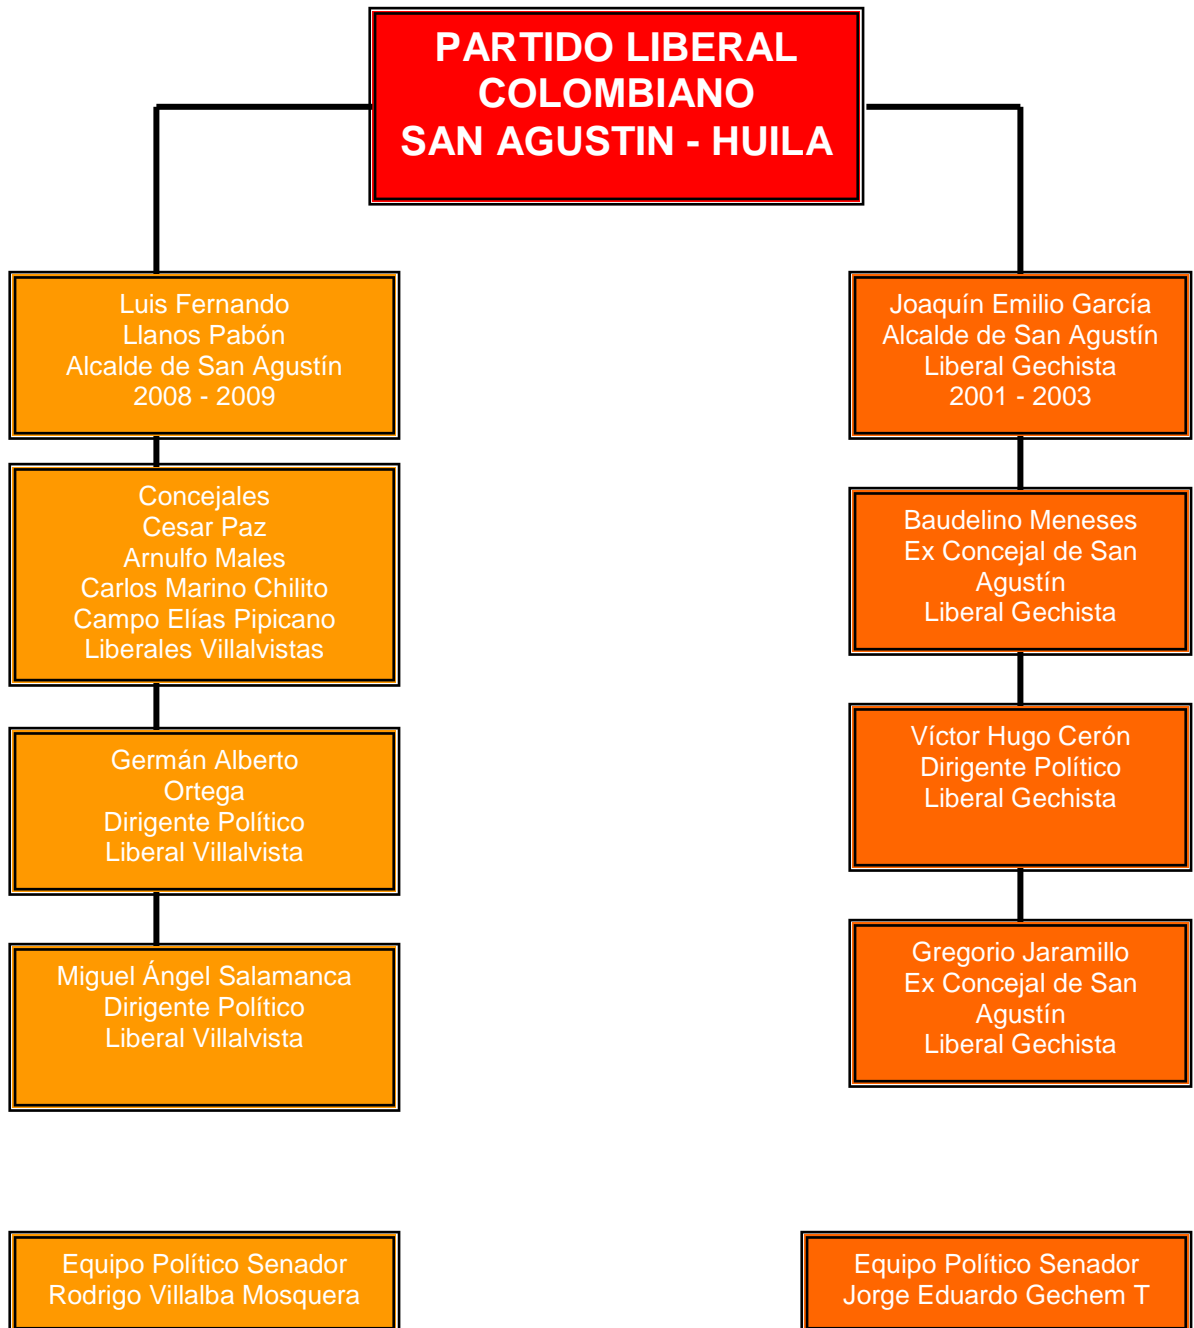 PARTIDO LIBERAL
COLOMBIANO
SAN AGUSTIN - HUILA
Luis Fernando
Llanos Pabón
Alcalde de San Agustín
2008 - 2009
Concejales
Cesar Paz
Arnulfo Males
Carlos Marino Chilito
Campo Elías Pipicano
Liberales Villalvistas
Germán Alberto
Ortega
Dirigente Político
Liberal Villalvista
Miguel Ángel Salamanca
Dirigente Político
Liberal Villalvista
Equipo Político Senador
Rodrigo Villalba Mosquera
Joaquín Emilio García
Alcalde de San Agustín
Liberal Gechista
2001 - 2003
Baudelino Meneses
Ex Concejal de San
Agustín
Liberal Gechista
Víctor Hugo Cerón
Dirigente Político
Liberal Gechista
Gregorio Jaramillo
Ex Concejal de San
Agustín
Liberal Gechista
Equipo Político Senador
Jorge Eduardo Gechem T